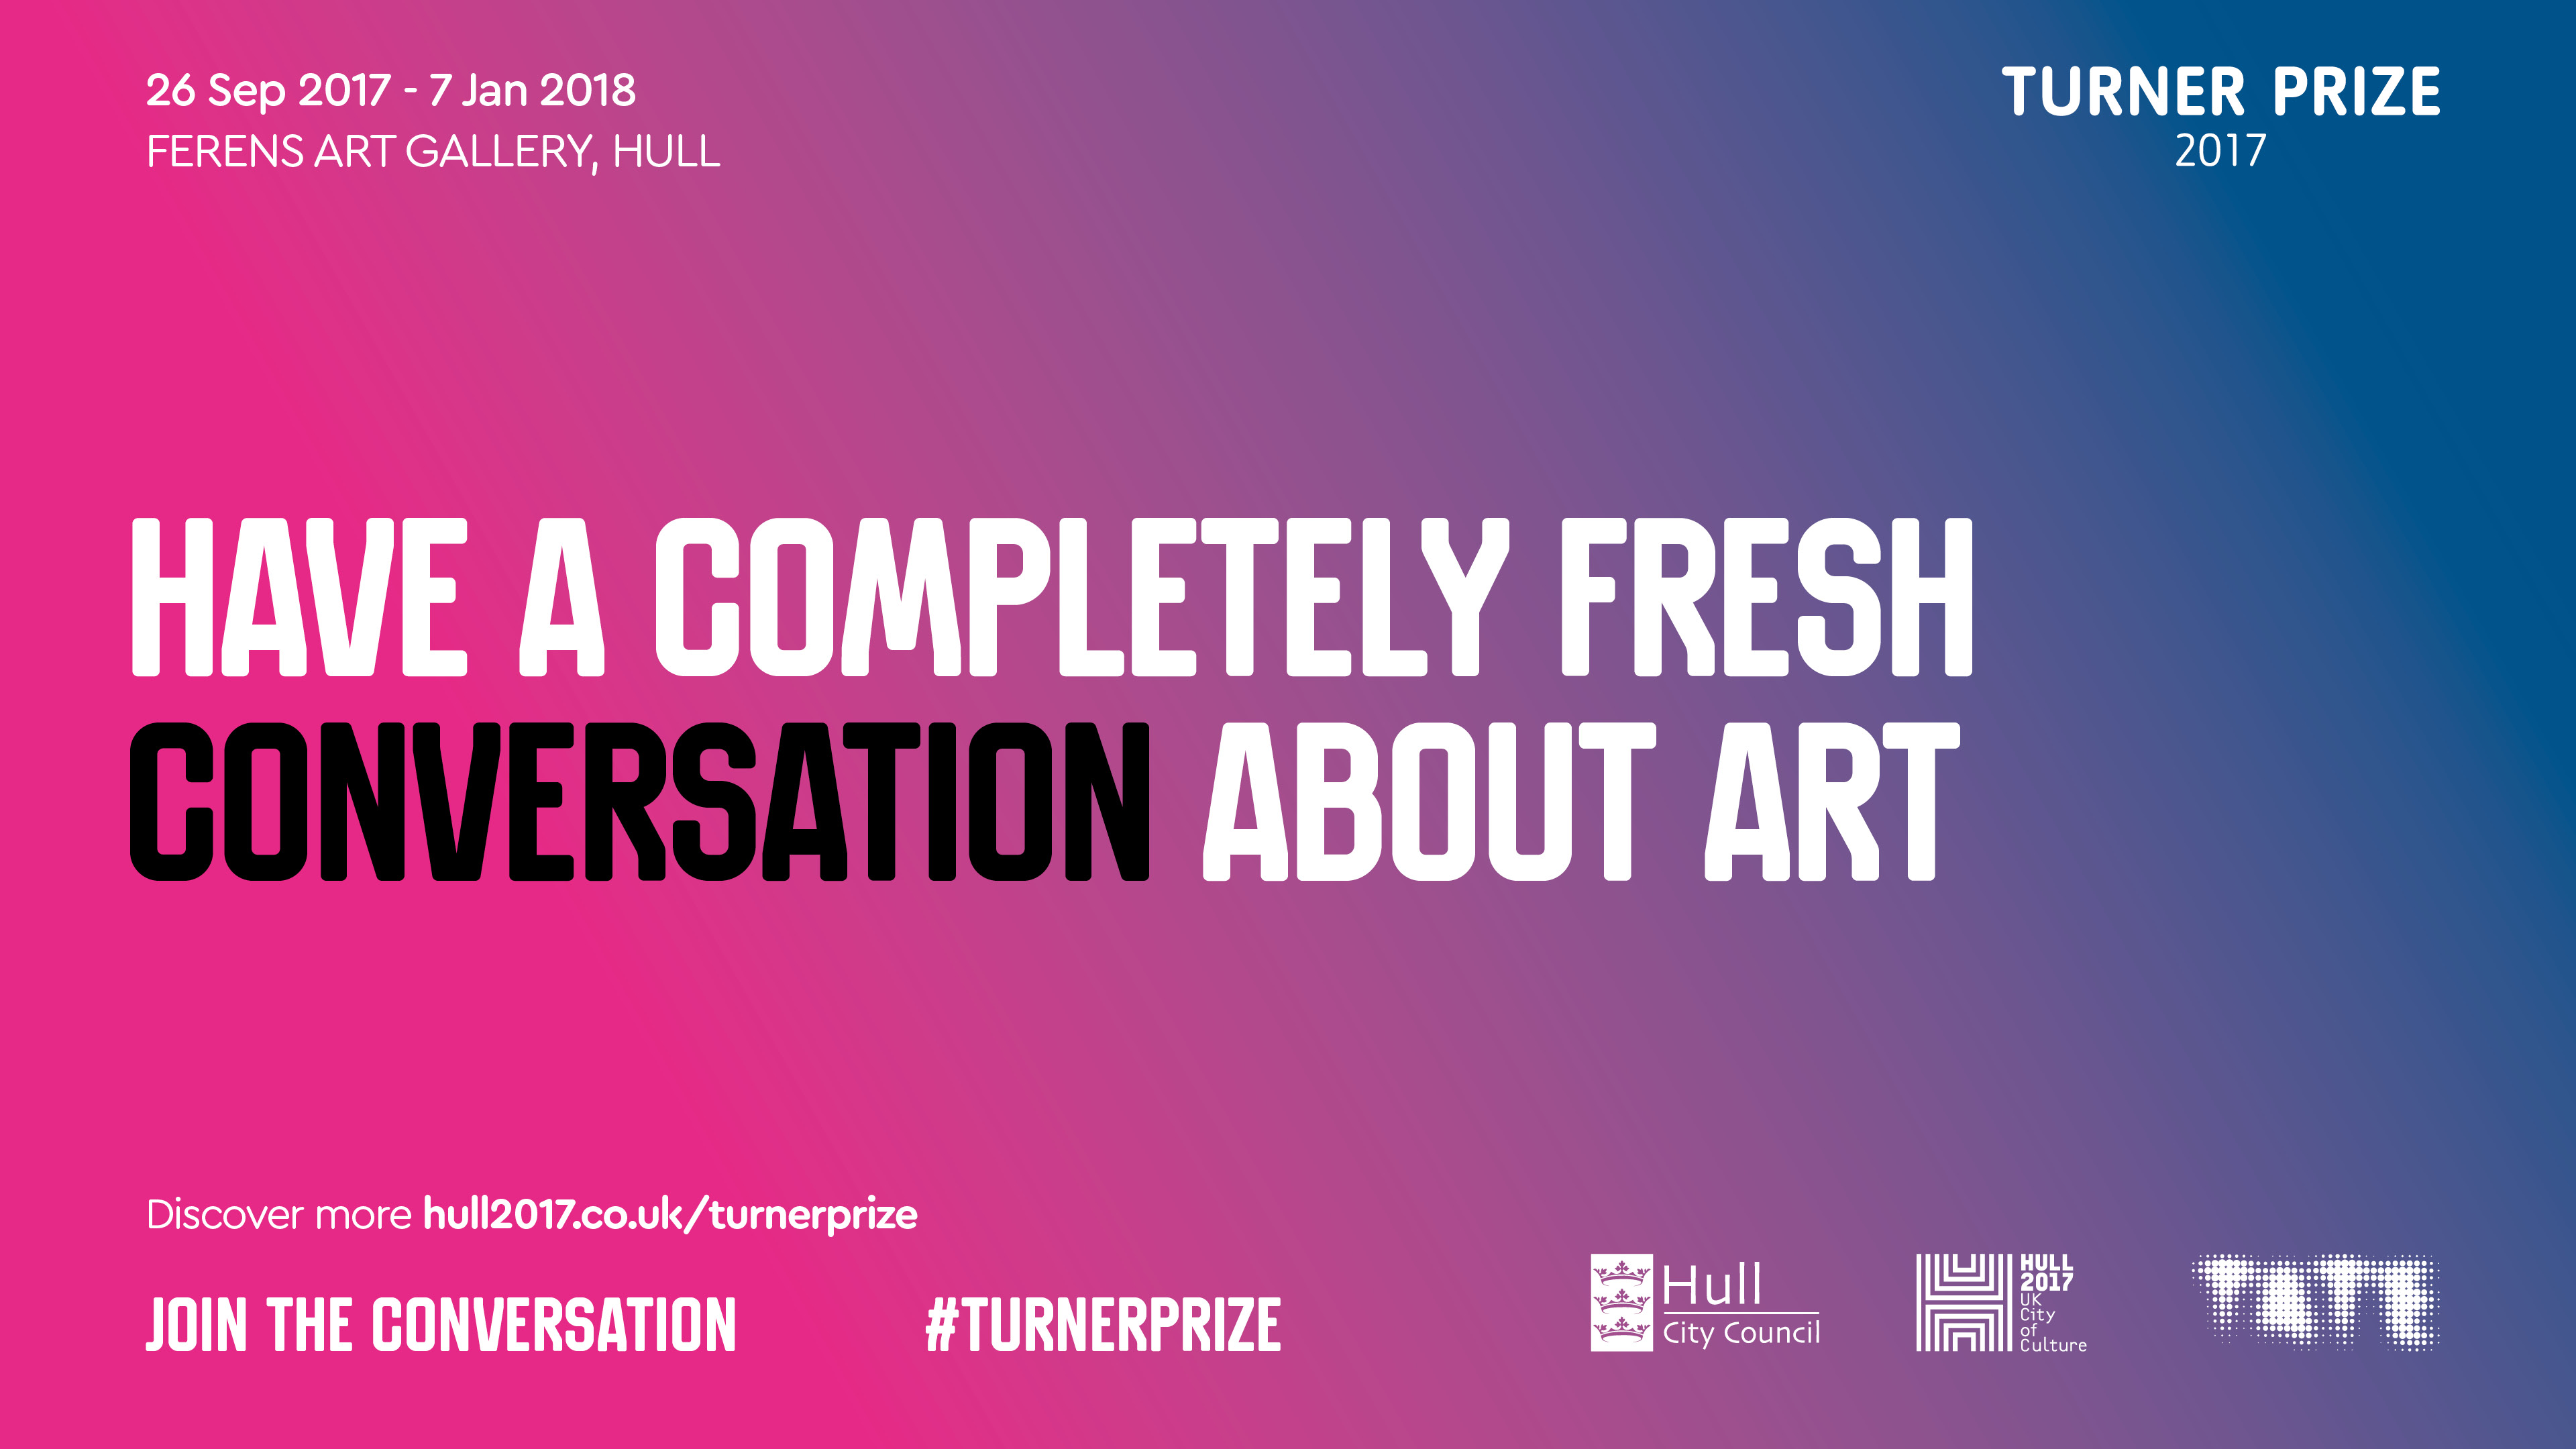 26 Sep 2017 - 7 Jan 2018
FERENS ART GALLERY, HULL
TURNER PRIZE
2017
HAVE A COMPLETELY FRESH
CONVERSATION ABOUT ART
Discover more hull2017.co.uk/turnerprize
JOIN THE CONVERSATION
#TURNERPRIZE
Hull
City Council
HULL
2017
UK
City
of
Culture
TATE